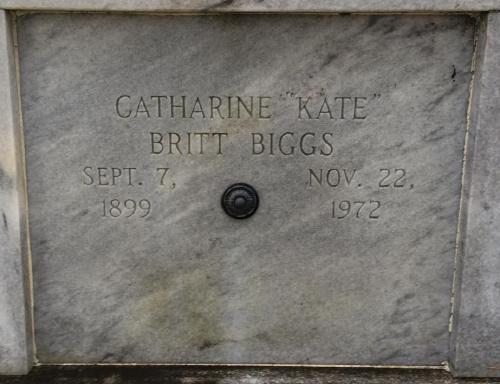 CATHARINE "KATE"
BRITT BIGGS
SEPT. 7, NOV. 22,
1899 1972